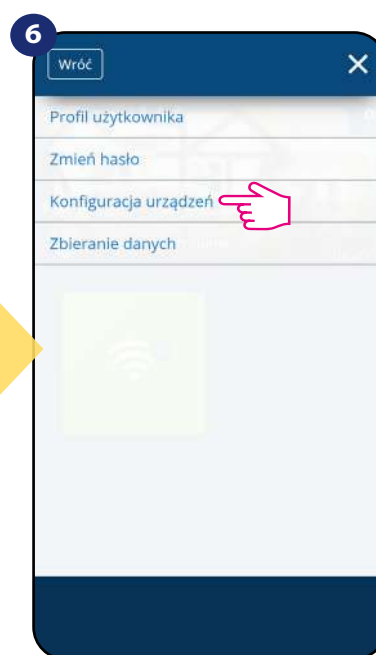 6
Wróć
Profil użytkownika
Zmień hasło
Konfiguracja urządzeń
Zbieranie danych